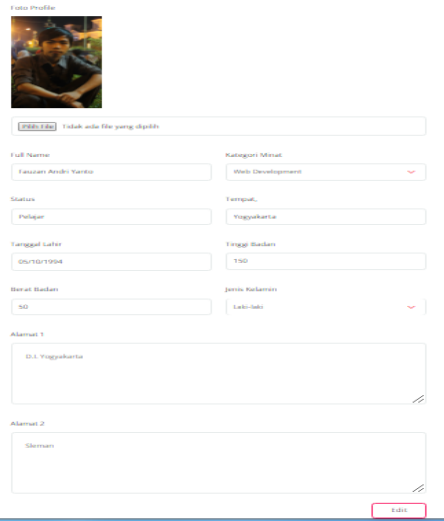 Foto Profile
Pilih File Tidak ada file yang dipilih
Full Name Kategori Minat
Fauzan Andri Yanto Web Development
Status Tempat,
Pelajar Yogyakarta
Tanggal Lahir Tinggi Badan
05/10/1994 150
Berat Badan Jenis Kelamin
50 Laki-laki
Alamat 1
D.I. Yogyakarta
Alamat 2
Sleman
Edit